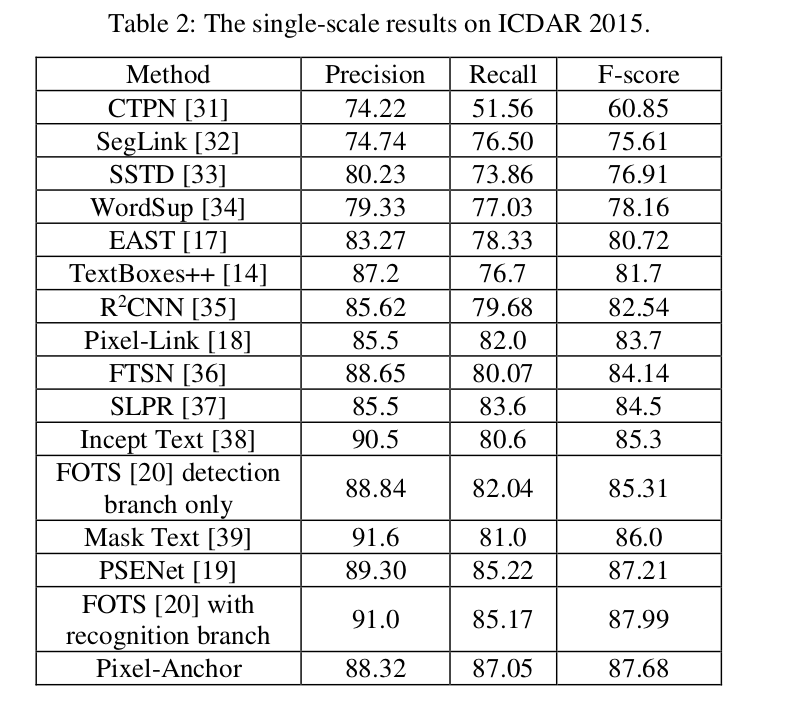 Table 2: The single-scale results on ICDAR 2015.
Method Precision Recall F-score
CTPN [31] 74.22 51.56 60.85
SegLink [32] 74.74 76.50 75.61
SSTD [33] 80.23 73.86 76.91
WordSup [34] 79.33 77.03 78.16
EAST [17] 83.27 78.33 80.72
TextBoxes++ [14] 87.2 76.7 81.7
R²CNN [35] 85.62 79.68 82.54
Pixel-Link [18] 85.5 82.0 83.7
FTSN [36] 88.65 80.07 84.14
SLPR [37] 85.5 83.6 84.5
Incept Text [38] 90.5 80.6 85.3
FOTS [20] detection
branch only 88.84 82.04 85.31
Mask Text [39] 91.6 81.0 86.0
PSENet [19] 89.30 85.22 87.21
FOTS [20] with
recognition branch 91.0 85.17 87.99
Pixel-Anchor 88.32 87.05 87.68